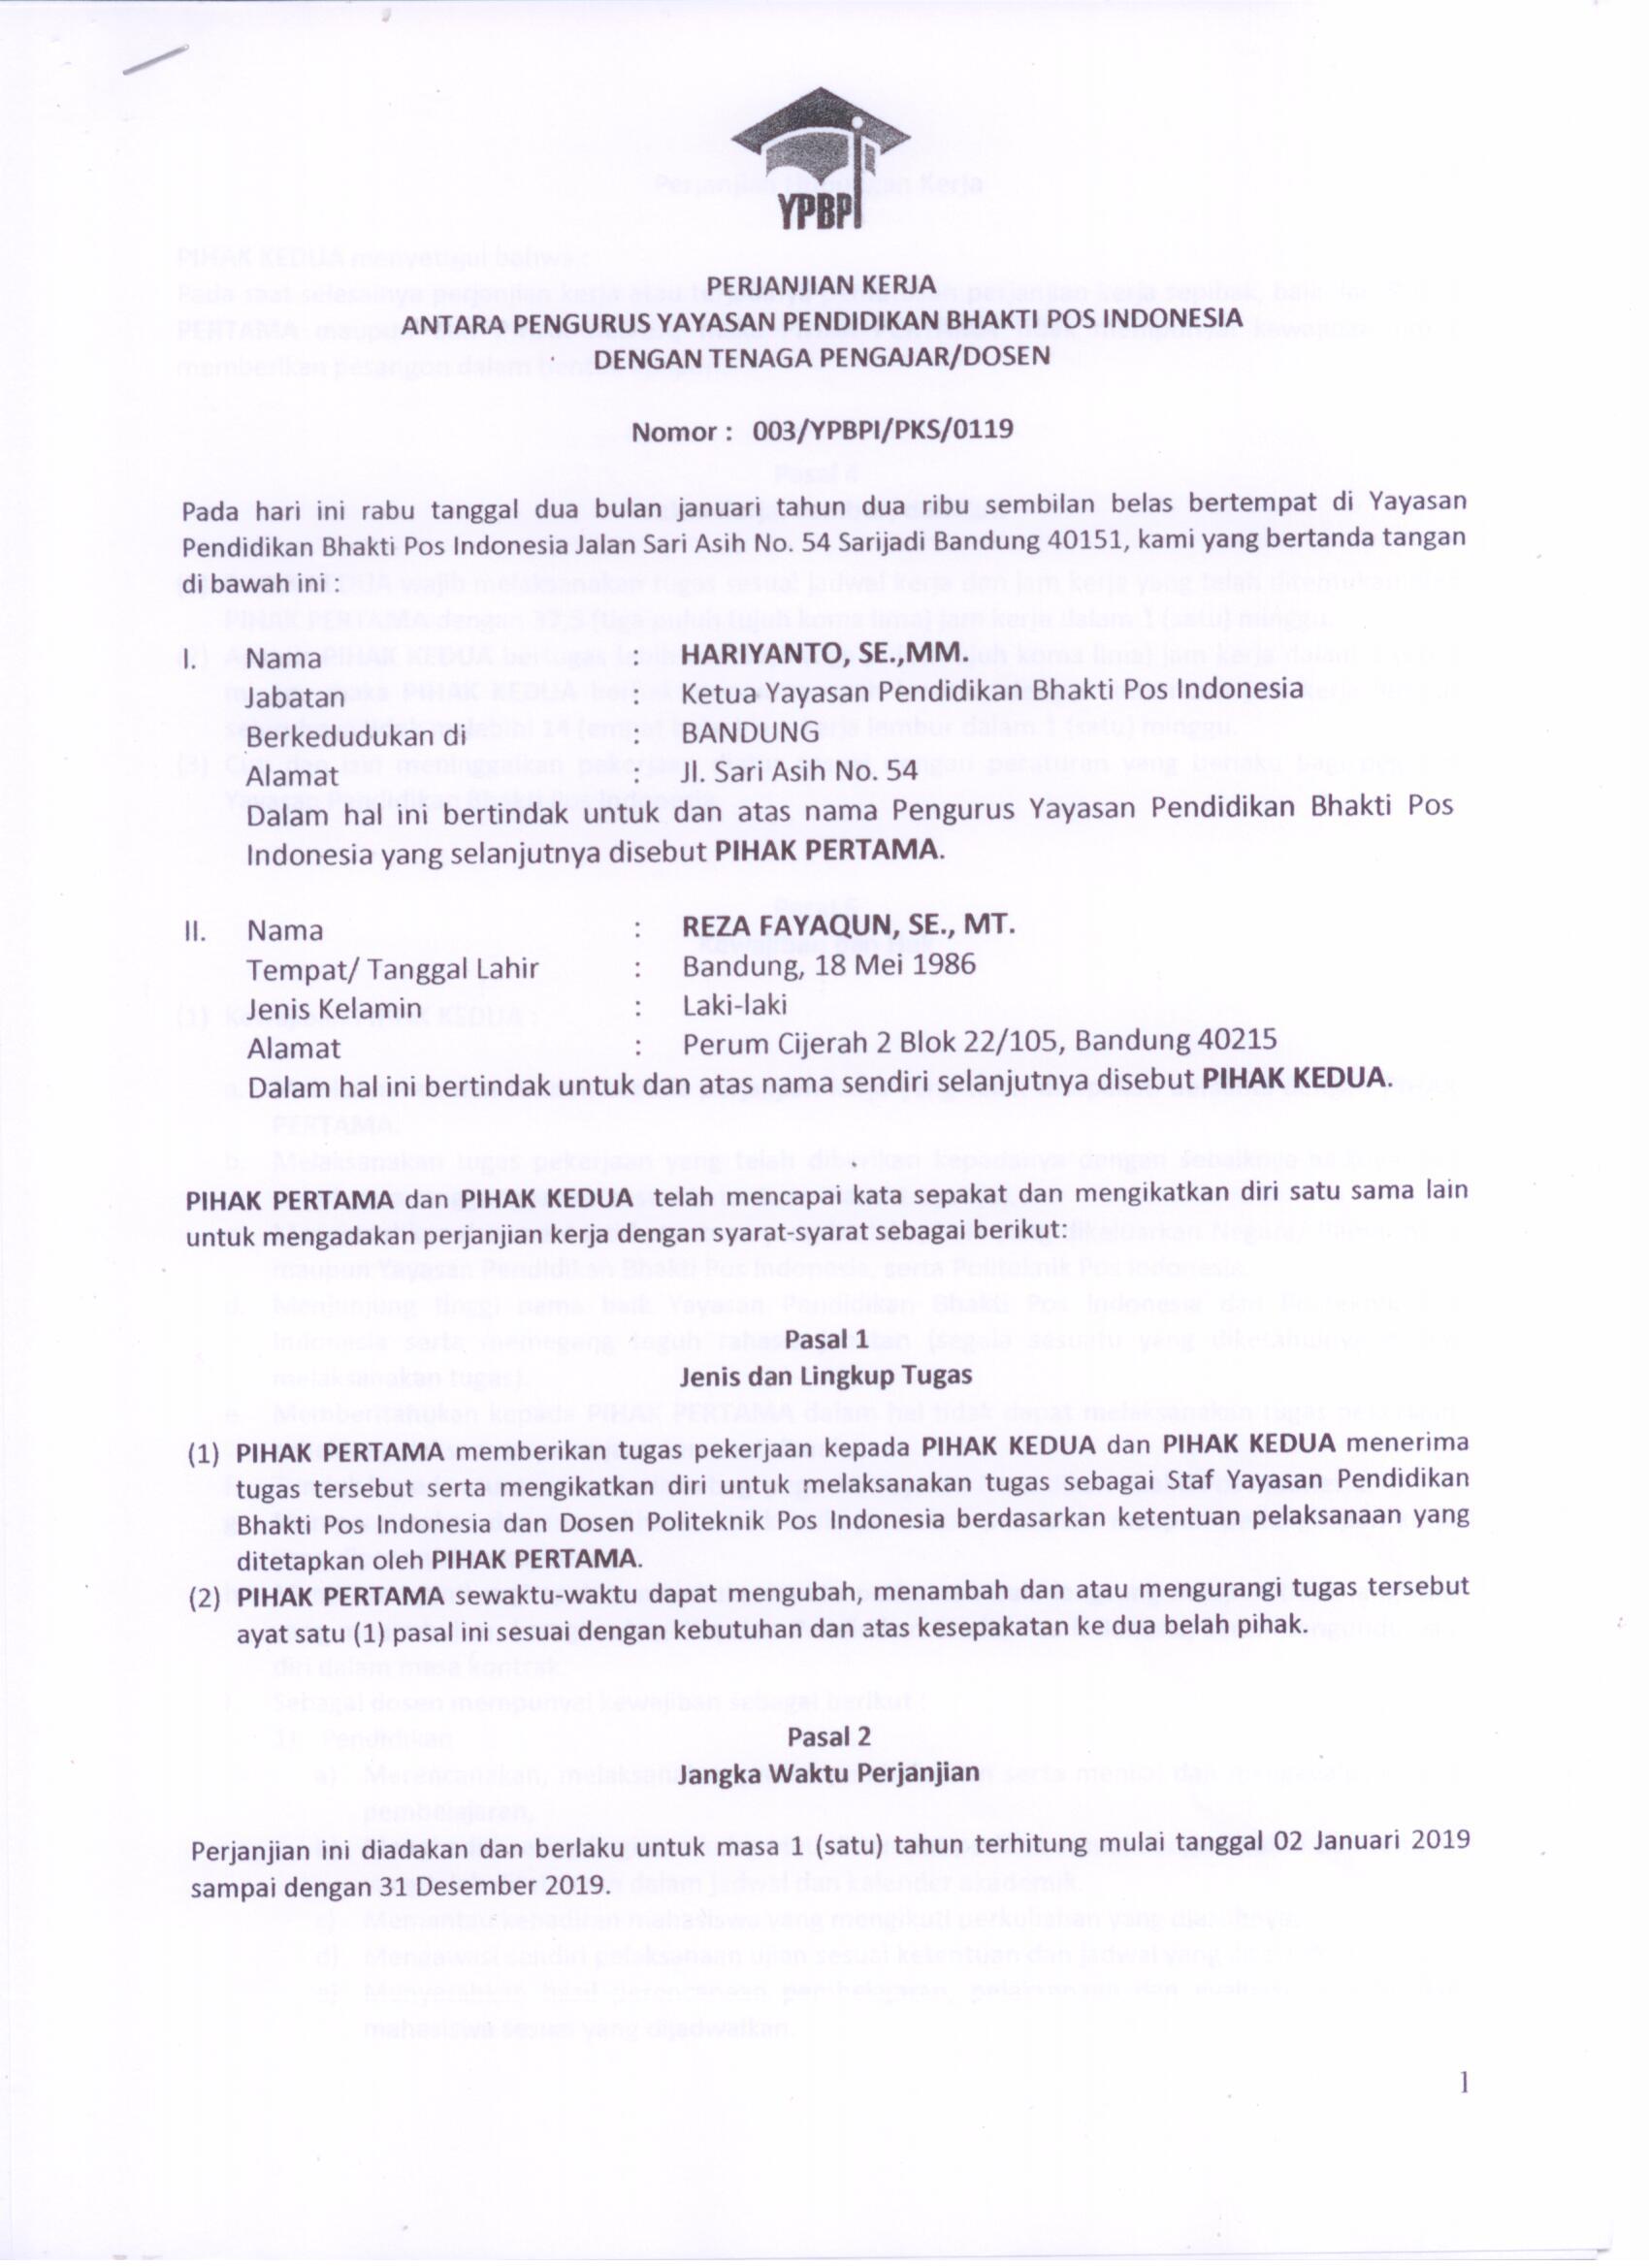 YPBPI
PERJANJIAN KERJA
ANTARA PENGURUS YAYASAN PENDIDIKAN BHAKTI POS INDONESIA
DENGAN TENAGA PENGAJAR/DOSEN
Nomor : 003/YPBPI/PKS/0119
Pada hari ini rabu tanggal dua bulan januari tahun dua ribu sembilan belas bertempat di Yayasan
Pendidikan Bhakti Pos Indonesia Jalan Sari Asih No. 54 Sarijadi Bandung 40151, kami yang bertanda tangan
di bawah ini :
I. Nama : HARIYANTO, SE.,MM.
Jabatan : Ketua Yayasan Pendidikan Bhakti Pos Indonesia
Berkedudukan di : BANDUNG
Alamat : Jl. Sari Asih No. 54
Dalam hal ini bertindak untuk dan atas nama Pengurus Yayasan Pendidikan Bhakti Pos
Indonesia yang selanjutnya disebut PIHAK PERTAMA.
II. Nama : REZA FAYAQUN, SE., MT.
Tempat/ Tanggal Lahir : Bandung, 18 Mei 1986
Jenis Kelamin : Laki-laki
Alamat : Perum Cijerah 2 Blok 22/105, Bandung 40215
Dalam hal ini bertindak untuk dan atas nama sendiri selanjutnya disebut PIHAK KEDUA.
PIHAK PERTAMA dan PIHAK KEDUA telah mencapai kata sepakat dan mengikatkan diri satu sama lain
untuk mengadakan perjanjian kerja dengan syarat-syarat sebagai berikut:
Pasal 1
Jenis dan Lingkup Tugas
(1) PIHAK PERTAMA memberikan tugas pekerjaan kepada PIHAK KEDUA dan PIHAK KEDUA menerima
tugas tersebut serta mengikatkan diri untuk melaksanakan tugas sebagai Staf Yayasan Pendidikan
Bhakti Pos Indonesia dan Dosen Politeknik Pos Indonesia berdasarkan ketentuan pelaksanaan yang
ditetapkan oleh PIHAK PERTAMA.
(2) PIHAK PERTAMA sewaktu-waktu dapat mengubah, menambah dan atau mengurangi tugas tersebut
ayat satu (1) pasal ini sesuai dengan kebutuhan dan atas kesepakatan ke dua belah pihak.
Pasal 2
Jangka Waktu Perjanjian
Perjanjian ini diadakan dan berlaku untuk masa 1 (satu) tahun terhitung mulai tanggal 02 Januari 2019
sampai dengan 31 Desember 2019.
1